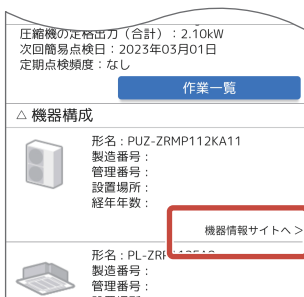 圧縮機の定格出力（合計）：2.10kW
次回簡易点検日：2023年03月01日
定期点検頻度：なし
作業一覧
△ 機器構成
形名：PUZ-ZRMP112KA11
製造番号：
管理番号：
設置場所：
経年年数：
機器情報サイトへ >
形名：PL-ZRF
製造番号：
管理番号：